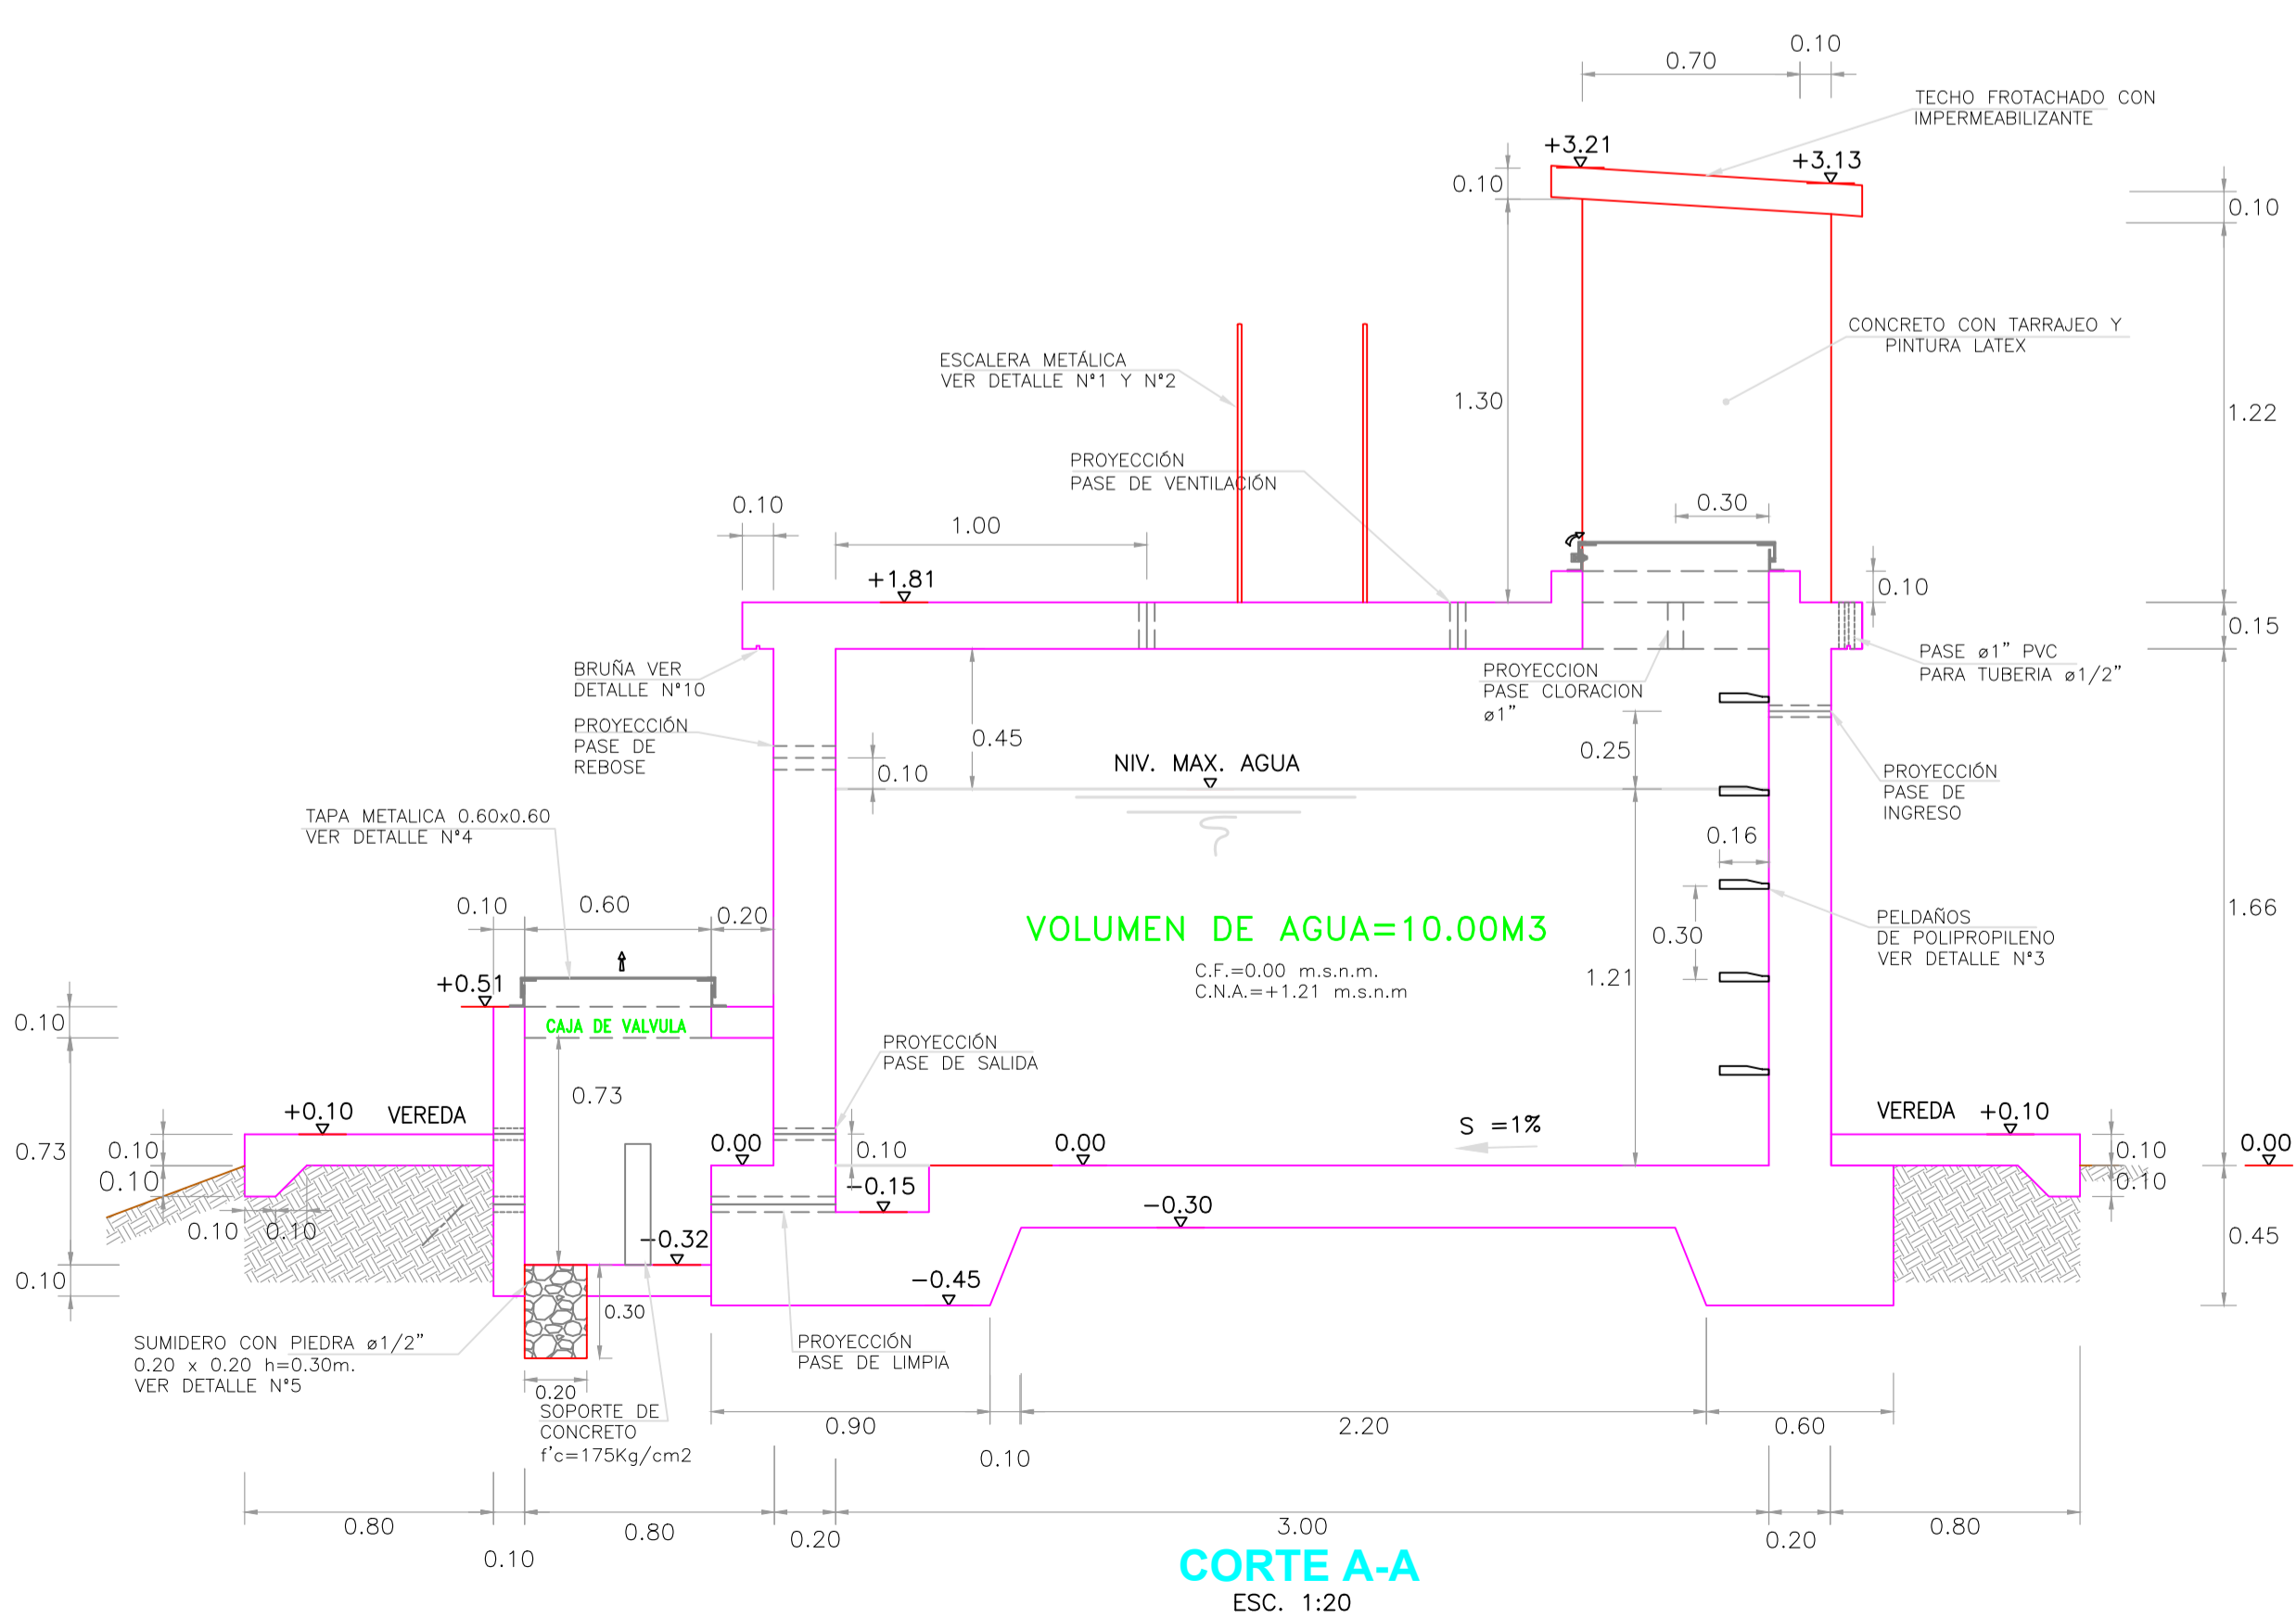 0.10
0.70
TECHO FROTACHADO CON
IMPERMEABILIZANTE
+3.21
+3.13
0.10
0.10
CONCRETO CON TARRAJEO Y
PINTURA LATEX
ESCALERA METÁLICA
VER DETALLE N°1 Y N°2
1.30
1.22
PROYECCIÓN
PASE DE VENTILACIÓN
0.10
1.00
0.30
+1.81
0.10
0.15
BRUÑA VER
DETALLE N°10
PROYECCION
PASE CLORACION
ø1"
PASE ø1" PVC
PARA TUBERIA ø1/2"
PROYECCIÓN
PASE DE
REBOSE
0.45
0.10
NIV. MAX. AGUA
0.25
PROYECCIÓN
PASE DE
INGRESO
TAPA METALICA 0.60x0.60
VER DETALLE N°4
0.16
0.10
0.60
0.20
VOLUMEN DE AGUA=10.00M3
C.F.=0.00 m.s.n.m.
C.N.A.=+1.21 m.s.n.m
0.30
1.21
PELDAÑOS
DE POLIPROPILENO
VER DETALLE N°3
1.66
+0.51
0.10
CAJA DE VALVULA
PROYECCIÓN
PASE DE SALIDA
0.73
+0.10
VEREDA
S =1%
VEREDA
+0.10
0.73
0.10
0.10
0.00
0.10
0.00
0.10
0.10
0.00
0.10
0.10
-0.15
-0.30
-0.32
0.45
0.10
-0.45
0.30
SUMIDERO CON PIEDRA ø1/2"
0.20 x 0.20 h=0.30m.
VER DETALLE N°5
PROYECCIÓN
PASE DE LIMPIA
0.20
SOPORTE DE
CONCRETO
f'c=175Kg/cm2
0.90
0.10
2.20
0.60
0.80
0.10
0.80
0.20
3.00
0.20
0.80
CORTE A-A
ESC. 1:20